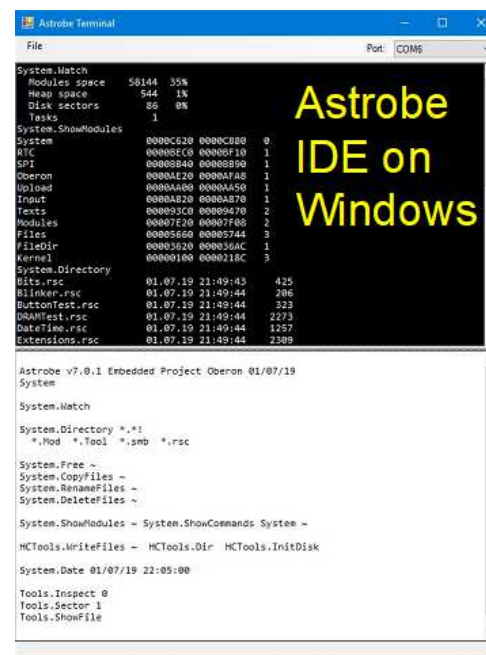 Astrobe Terminal
File
Port: COM6
System.Watch
Modules space 58144 35%
Heap space 544 1%
Disk sectors 86 0%
Tasks 1
System.ShowModules
System 0000C620 0000C880 0
RTC 0000BEC0 0000BF10 1
SPI 0000BB40 0000BB90 1
Oberon 0000AE20 0000AFA8 1
Upload 0000AA00 0000AA50 1
Input 0000A820 0000A870 1
Texts 000093C0 00009470 2
Modules 00007E20 00007F08 2
Files 00005660 00005744 3
FileDir 00003620 000036AC 1
Kernel 00000100 0000218C 3
System.Directory
Bits.rsc 01.07.19 21:49:43 425
Blinker.rsc 01.07.19 21:49:44 206
ButtonTest.rsc 01.07.19 21:49:44 323
DRAMTest.rsc 01.07.19 21:49:44 2273
DateTime.rsc 01.07.19 21:49:44 1257
Extensions.rsc 01.07.19 21:49:44 2309
Astrobe
IDE on
Windows
Astrobe v7.0.1 Embedded Project Oberon 01/07/19
System
System.Watch
System.Directory *.*!
*.Mod *.Tool *.smb *.rsc
System.Free ~
System.CopyFiles ~
System.RenameFiles ~
System.DeleteFiles ~
System.ShowModules ~ System.ShowCommands System ~
HCTools.WriteFiles ~ HCTools.Dir HCTools.InitDisk
System.Date 01/07/19 22:05:00
Tools.Inspect 0
Tools.Sector 1
Tools.ShowFile